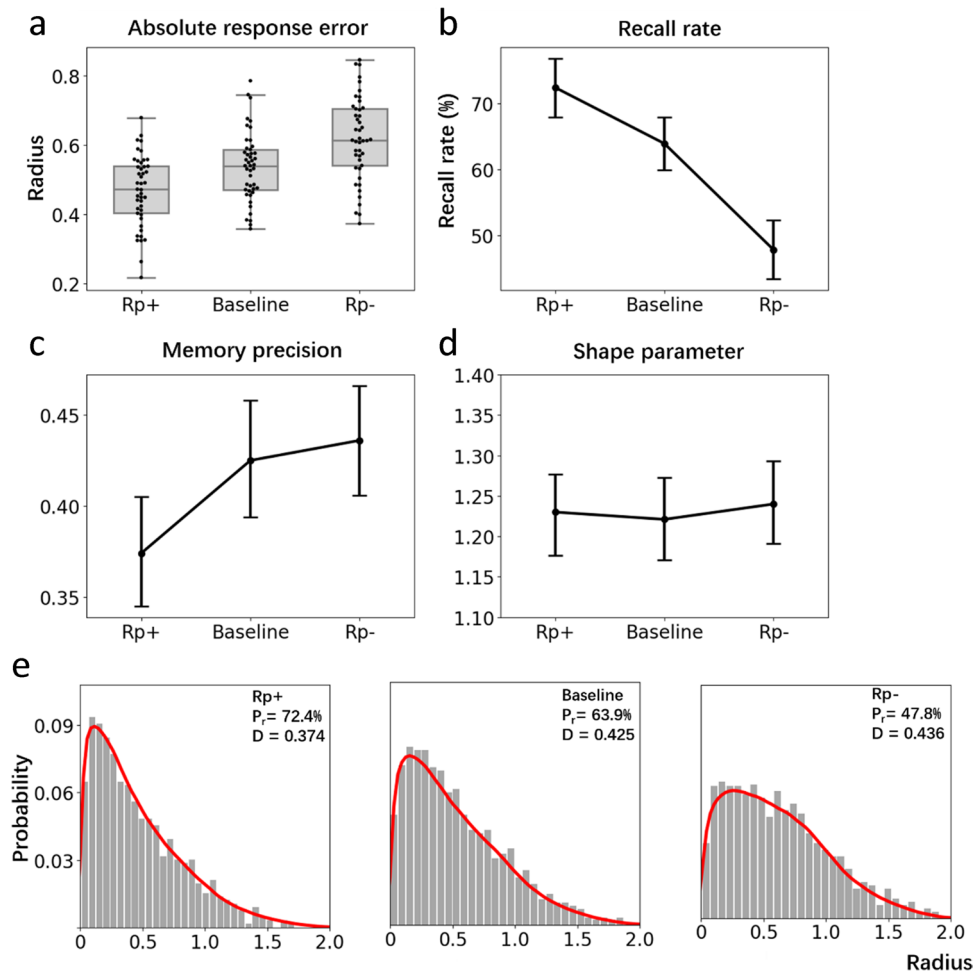 a
Absolute response error
Radius
0.8
0.6
0.4
0.2
Rp+ Baseline Rp-
b
Recall rate
Recall rate (%)
70
60
50
Rp+ Baseline Rp-
c
Memory precision
0.45
0.40
0.35
Rp+ Baseline Rp-
d
Shape parameter
1.40
1.35
1.30
1.25
1.20
1.15
1.10
Rp+ Baseline Rp-
e
Probability
0.09
0.06
0.03
Rp+
Pr= 72.4%
D = 0.374
0 0.5 1.0 1.5 2.0
Baseline
Pr= 63.9%
D = 0.425
0 0.5 1.0 1.5 2.0
Rp-
Pr= 47.8%
D = 0.436
0 0.5 1.0 1.5 2.0
Radius